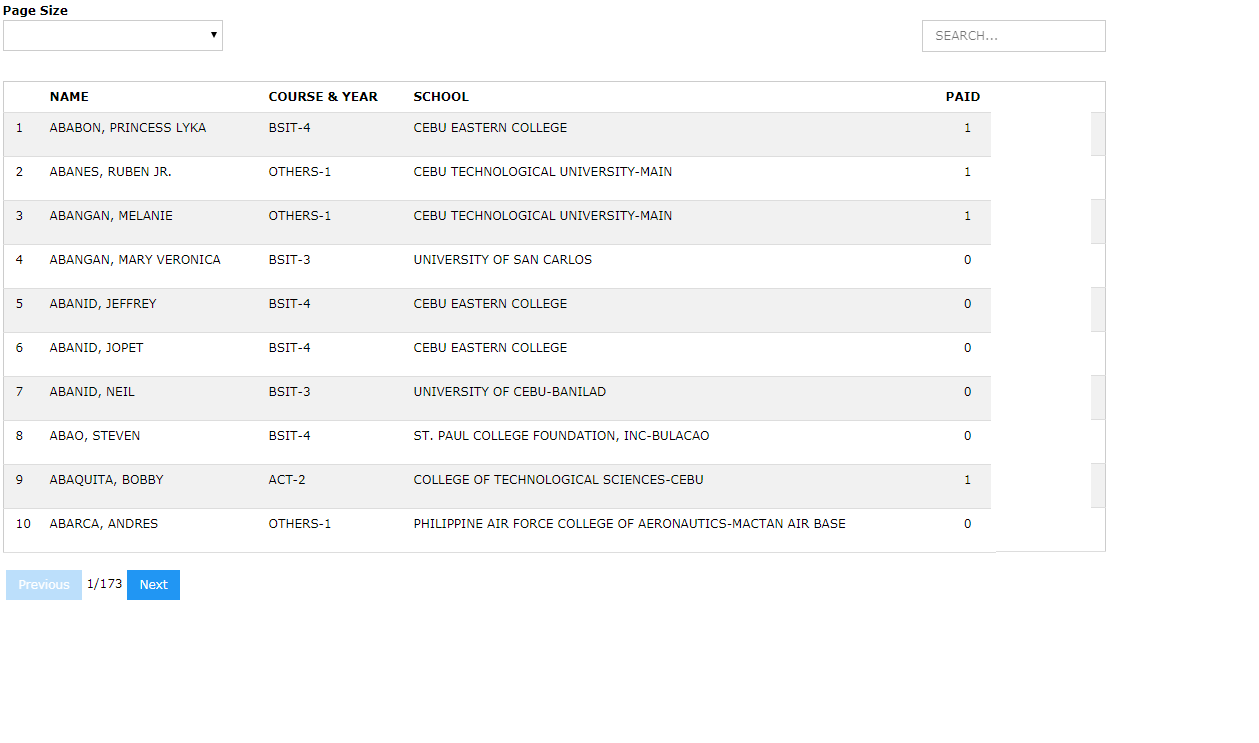 Page Size
SEARCH...
NAME COURSE & YEAR SCHOOL PAID
1 ABABON, PRINCESS LYKA BSIT-4 CEBU EASTERN COLLEGE 1
2 ABANES, RUBEN JR. OTHERS-1 CEBU TECHNOLOGICAL UNIVERSITY-MAIN 1
3 ABANGAN, MELANIE OTHERS-1 CEBU TECHNOLOGICAL UNIVERSITY-MAIN 1
4 ABANGAN, MARY VERONICA BSIT-3 UNIVERSITY OF SAN CARLOS 0
5 ABANID, JEFFREY BSIT-4 CEBU EASTERN COLLEGE 0
6 ABANID, JOPET BSIT-4 CEBU EASTERN COLLEGE 0
7 ABANID, NEIL BSIT-3 UNIVERSITY OF CEBU-BANILAD 0
8 ABAO, STEVEN BSIT-4 ST. PAUL COLLEGE FOUNDATION, INC-BULACAO 0
9 ABAQUITA, BOBBY ACT-2 COLLEGE OF TECHNOLOGICAL SCIENCES-CEBU 1
10 ABARCA, ANDRES OTHERS-1 PHILIPPINE AIR FORCE COLLEGE OF AERONAUTICS-MACTAN AIR BASE 0
Previous 1/173 Next